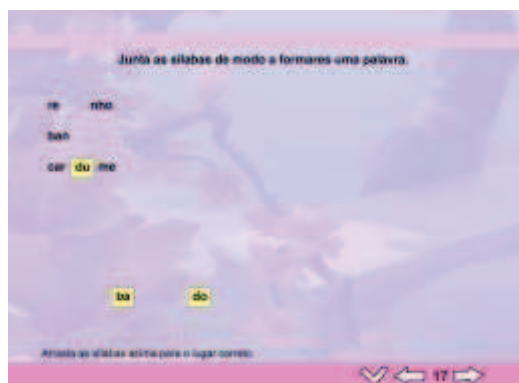 Junta as sílabas de modo a formares uma palavra.
re nho
ban
car du me
ba do
Arrasta as sílabas acima para o lugar correto.
17